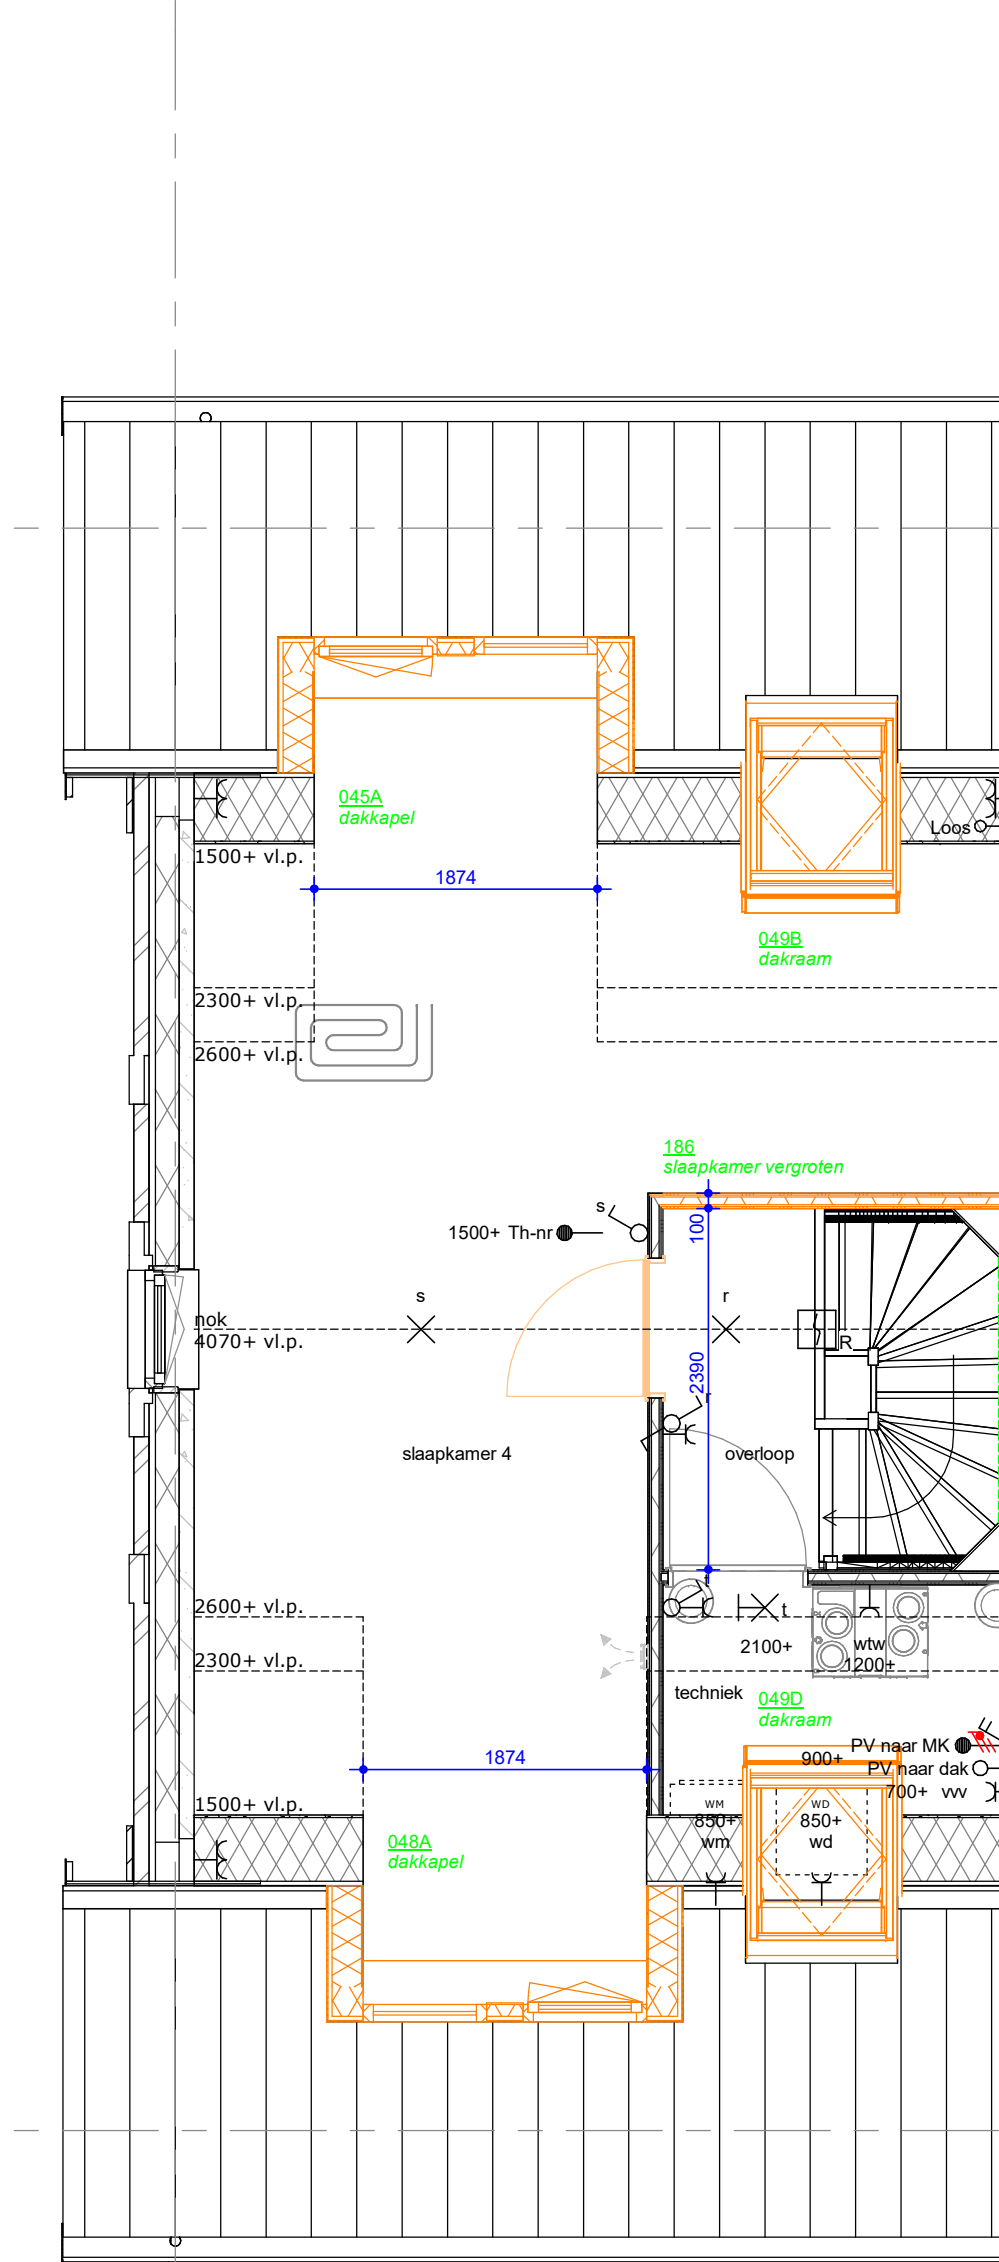 045A
dakkapel
Loos
1500+ vl.p.
1874
049B
dakraam
2300+ vl.p.
2600+ vl.p.
186
slaapkamer vergroten
s
100
1500+ Th-nr
s
r
nok
4070+ vl.p.
R
2390
r
slaapkamer 4
overloop
t
2600+ vl.p.
t
2100+
wtw
1200+
2300+ vl.p.
techniek
049D
dakraam
PV naar MK
1874
900+
PV naar dak
700+ vvv
1500+ vl.p.
WM
WD
850+
850+
wm
wd
048A
dakkapel